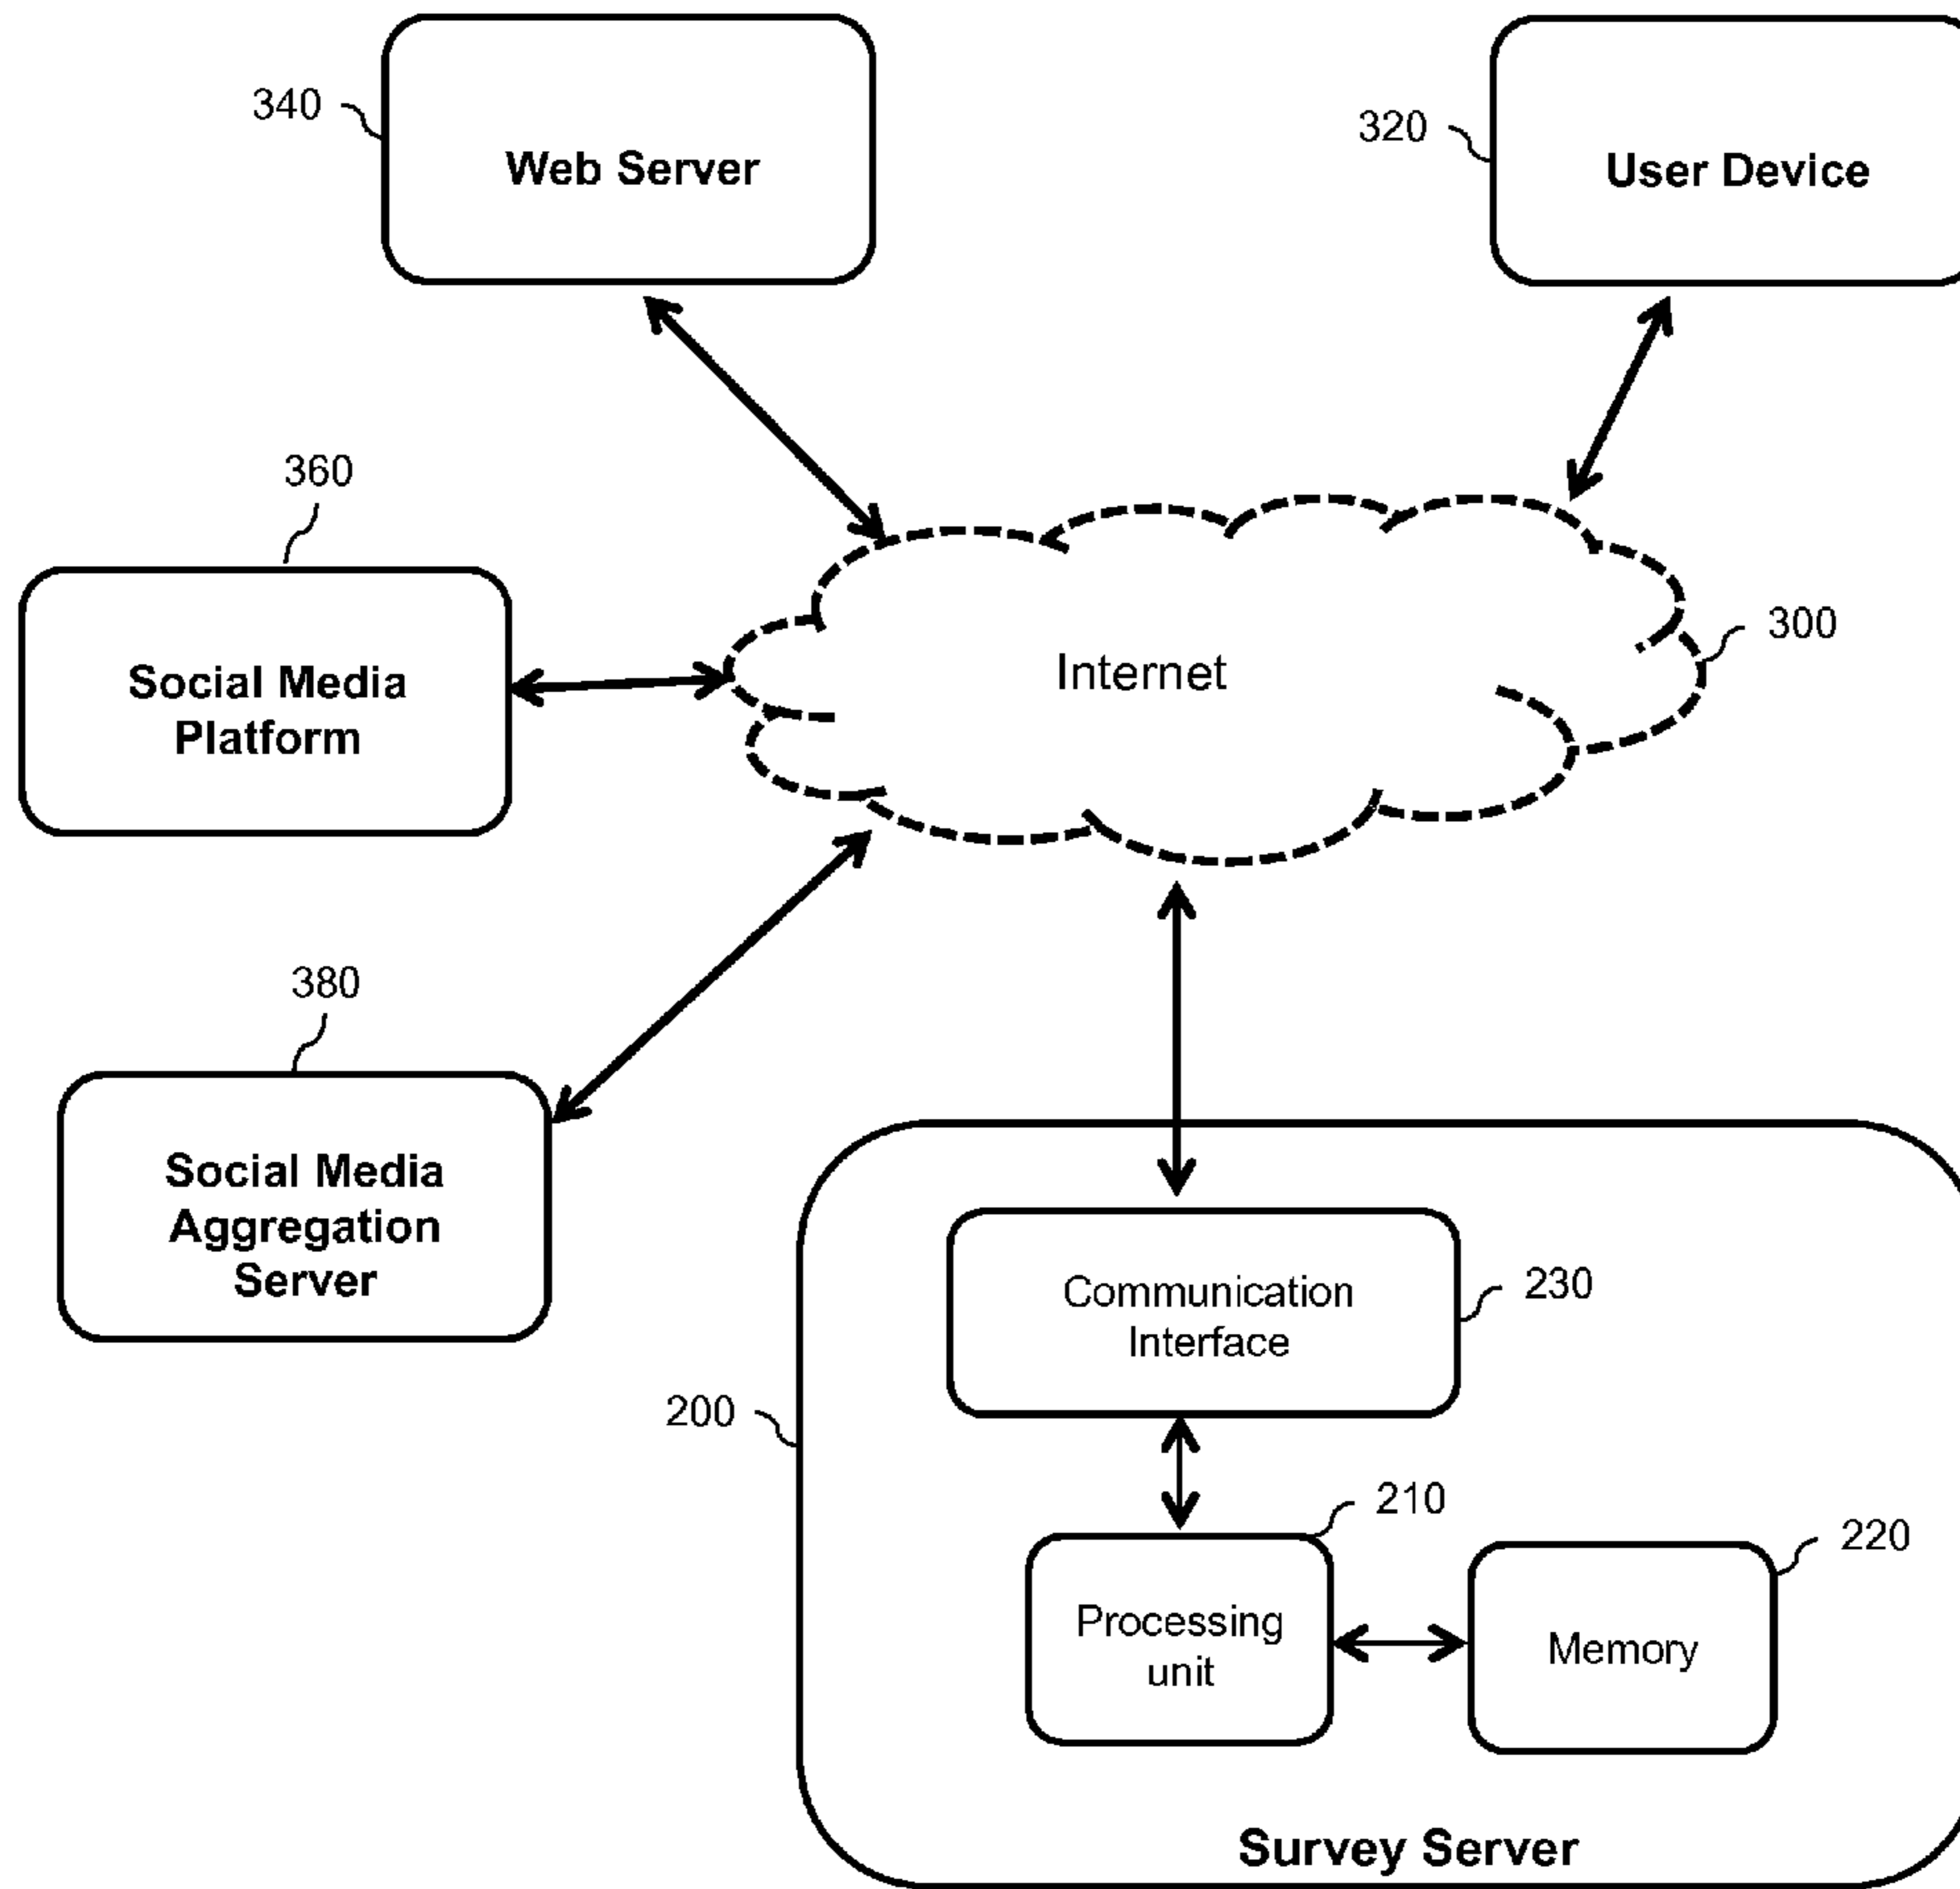 340
Web Server
320
User Device
360
Social Media
Platform
Internet
300
380
Social Media
Aggregation
Server
Communication
Interface
230
200
210
Processing
unit
220
Memory
Survey Server